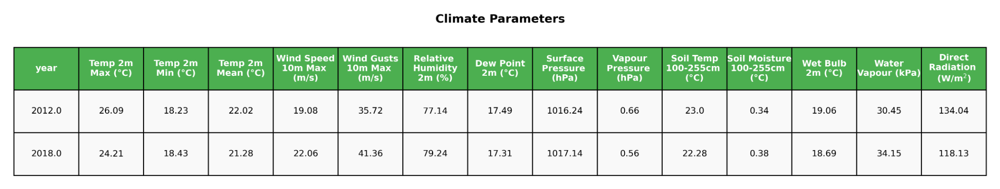 Climate Parameters
year
Temp 2m
Max (°C)
Temp 2m
Min (°C)
Temp 2m
Mean (°C)
Wind Speed
10m Max
(m/s)
Wind Gusts
10m Max
(m/s)
Relative
Humidity
2m (%)
Dew Point
2m (°C)
Surface
Pressure
(hPa)
Vapour
Pressure
(hPa)
Soil Temp
100-255cm
(°C)
Soil Moisture
100-255cm
(°C)
Wet Bulb
2m (°C)
Water
Vapour (kPa)
Direct
Radiation
(W/m²)
2012.0 26.09 18.23 22.02 19.08 35.72 77.14 17.49 1016.24 0.66 23.0 0.34 19.06 30.45 134.04
2018.0 24.21 18.43 21.28 22.06 41.36 79.24 17.31 1017.14 0.56 22.28 0.38 18.69 34.15 118.13